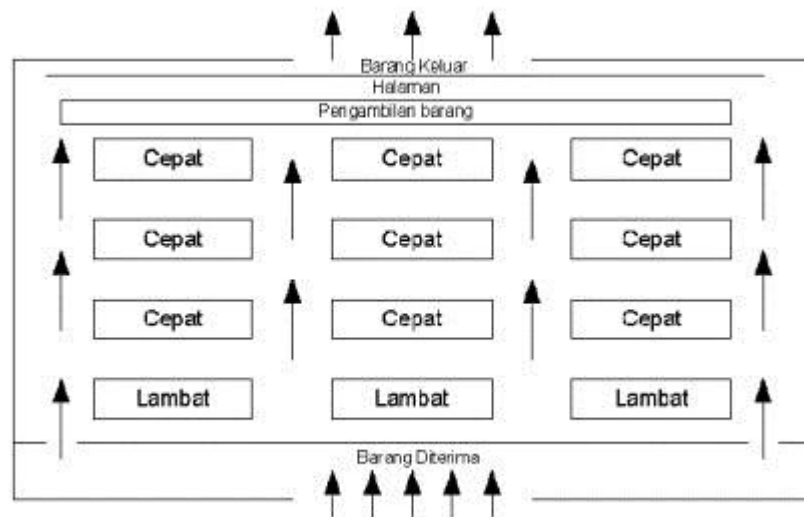 Barang Keluar
Halaman
Pengambilan barang
Cepat Cepat Cepat
Cepat Cepat Cepat
Cepat Cepat Cepat
Lambat Lambat Lambat
Barang Diterima